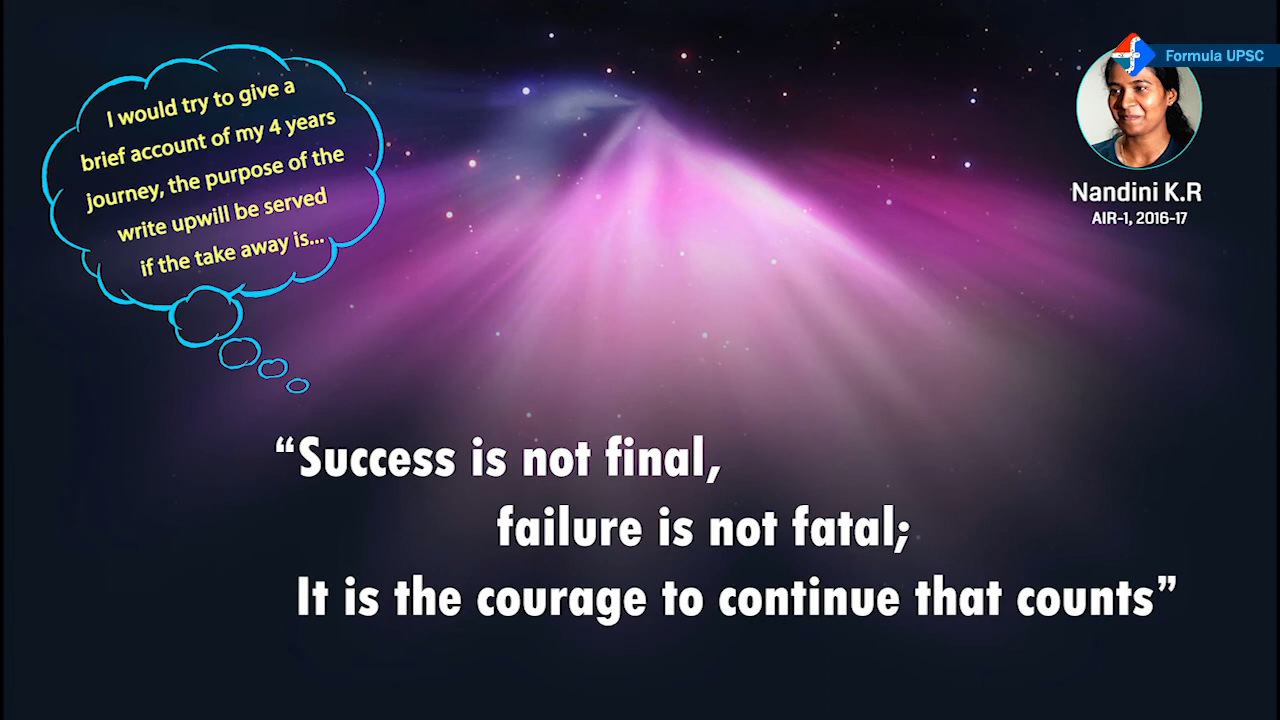 I would try to give a
brief account of my 4 years
journey, the purpose of the
write upwill be served
if the take away is...
Formula UPSC
Nandini K.R
AIR-1, 2016-17
“Success is not final,
failure is not fatal;
It is the courage to continue that counts”